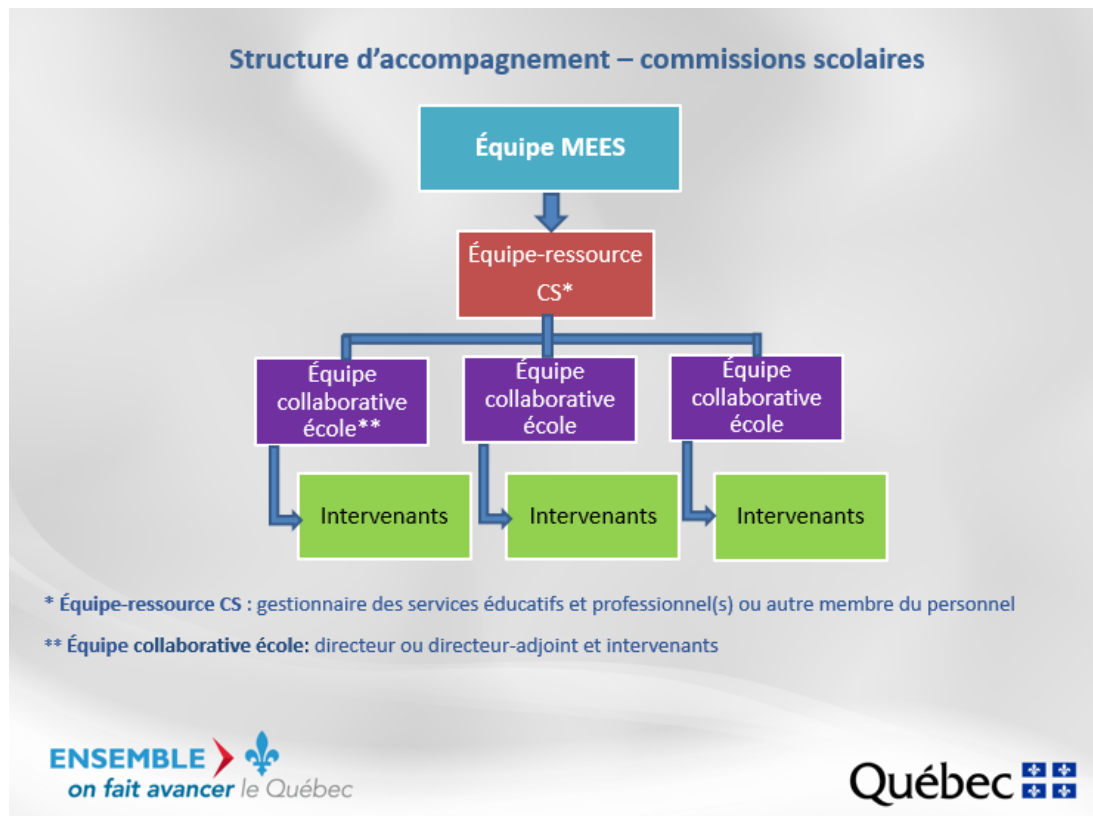 Structure d'accompagnement – commissions scolaires
Équipe MEES
Équipe-ressource
CS*
Équipe
collaborative
école**
Équipe
collaborative
école
Équipe
collaborative
école
Intervenants
Intervenants
Intervenants
* Équipe-ressource CS : gestionnaire des services éducatifs et professionnel(s) ou autre membre du personnel
** Équipe collaborative école: directeur ou directeur-adjoint et intervenants
ENSEMBLE
on fait avancer le Québec
Québec